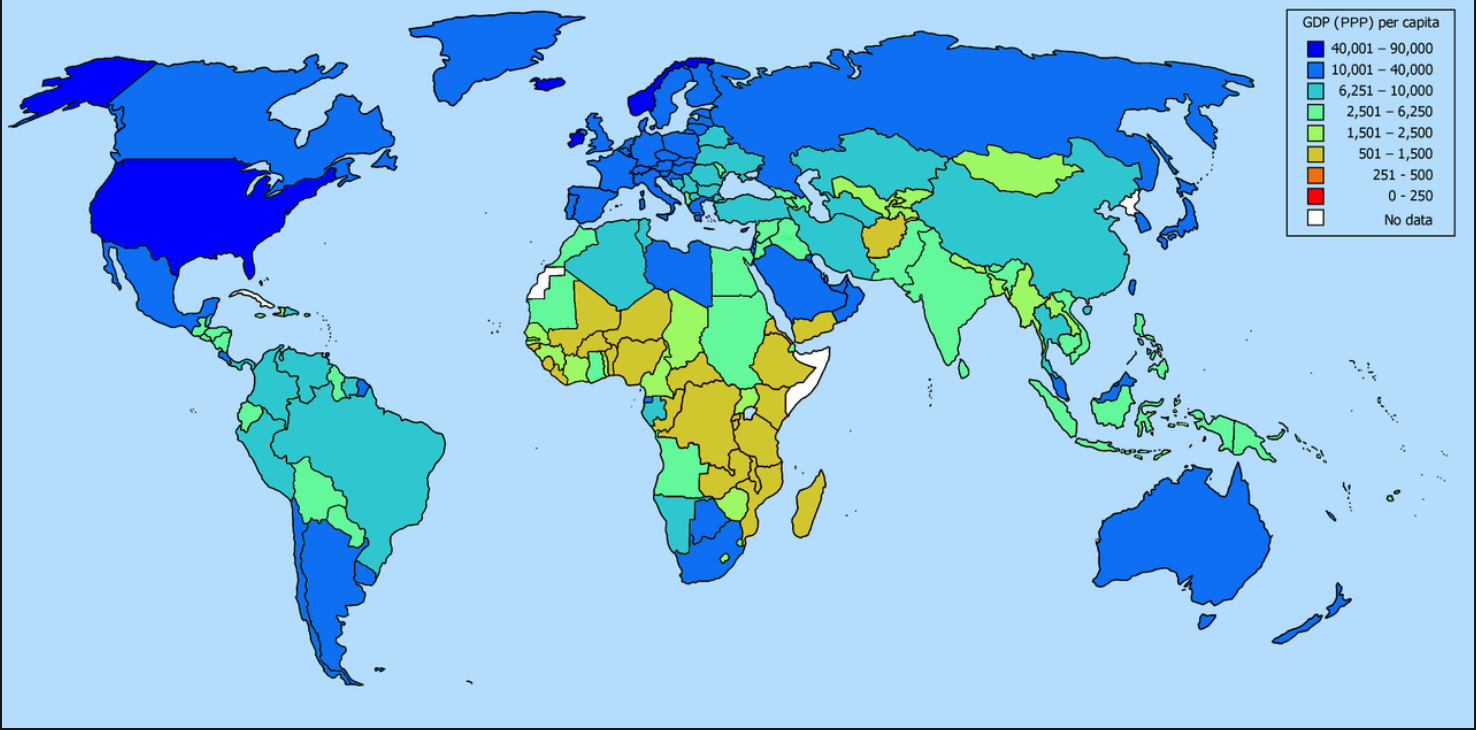 GDP (PPP) per capita
40,001 – 90,000
10,001 – 40,000
6,251 – 10,000
2,501 – 6,250
1,501 – 2,500
501 – 1,500
251 - 500
0 - 250
No data